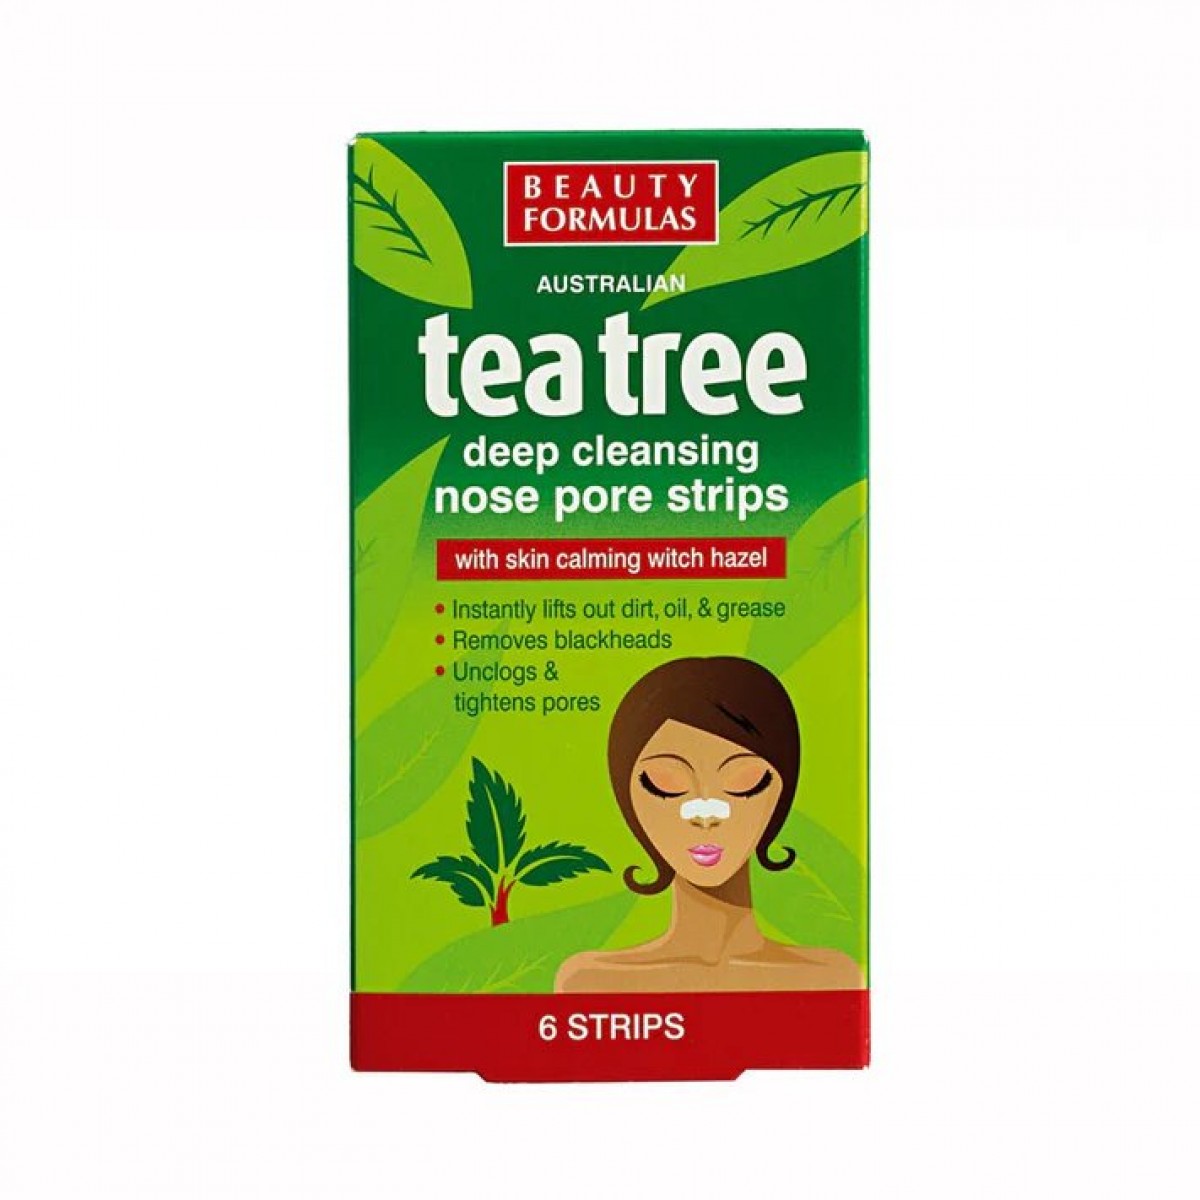 BEAUTY
FORMULAS
AUSTRALIAN
tea tree
deep cleansing
nose pore strips
with skin calming witch hazel
• Instantly lifts out dirt, oil, & grease
• Removes blackheads
• Unclogs &
tightens pores
6 STRIPS